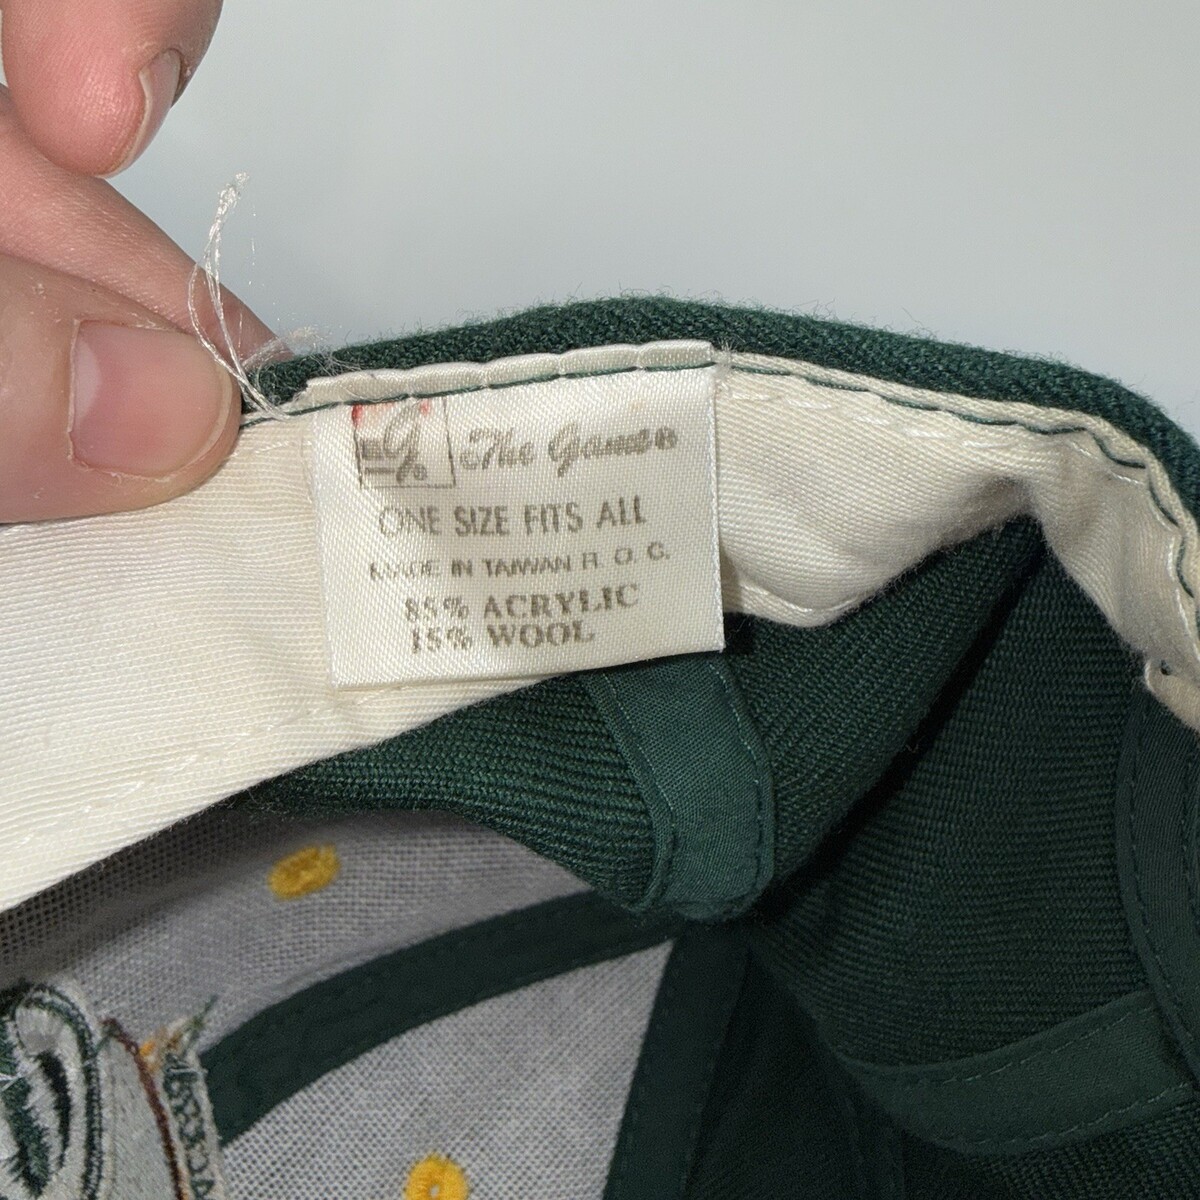 G® The Game®
ONE SIZE FITS ALL
MADE IN TAIWAN R. O. C.
85% ACRYLIC
15% WOOL